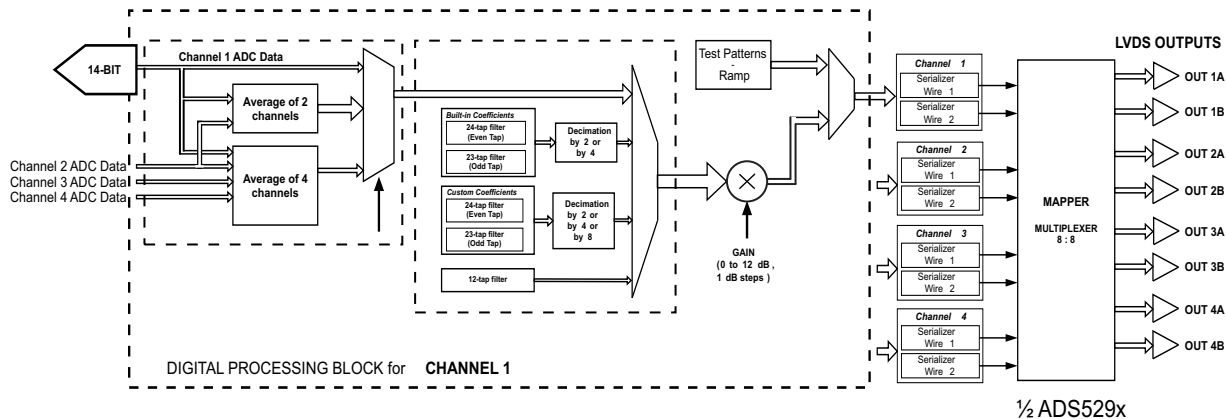 14-BIT
Channel 1 ADC Data
Average of 2
channels
Channel 2 ADC Data
Channel 3 ADC Data
Channel 4 ADC Data
Average of 4
channels
Built-in Coefficients
24-tap filter
(Even Tap)
23-tap filter
(Odd Tap)
Decimation
by 2 or
by 4
Custom Coefficients
24-tap filter
(Even Tap)
23-tap filter
(Odd Tap)
Decimation
by 2 or
by 4 or
by 8
12-tap filter
Test Patterns
-
Ramp
GAIN
(0 to 12 dB ,
1 dB steps )
DIGITAL PROCESSING BLOCK for CHANNEL 1
Channel 1
Serializer
Wire 1
Serializer
Wire 2
Channel 2
Serializer
Wire 1
Serializer
Wire 2
Channel 3
Serializer
Wire 1
Serializer
Wire 2
Channel 4
Serializer
Wire 1
Serializer
Wire 2
MAPPER
MULTIPLEXER
8 : 8
LVDS OUTPUTS
OUT 1A
OUT 1B
OUT 2A
OUT 2B
OUT 3A
OUT 3B
OUT 4A
OUT 4B
½ ADS529x